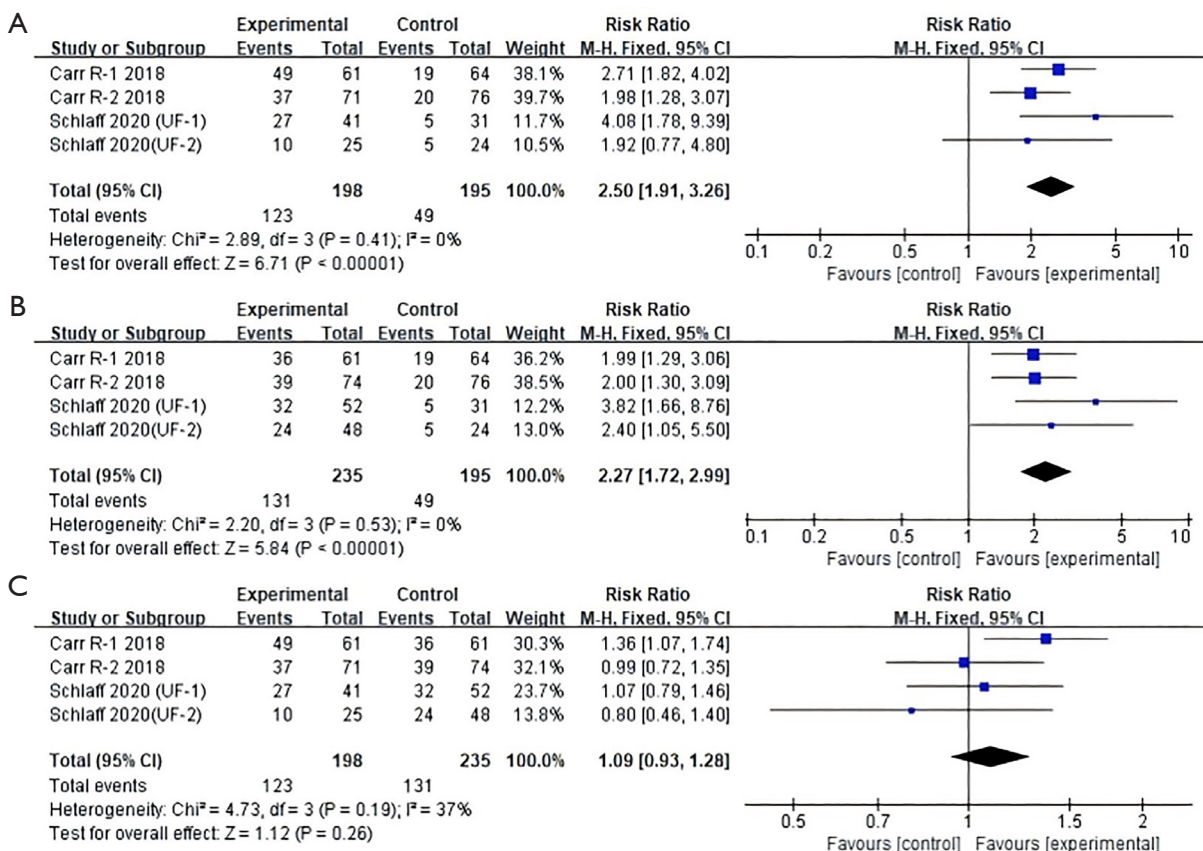 A
Experimental Control Risk Ratio Risk Ratio
Study or Subgroup Events Total Events Total Weight M-H, Fixed, 95% CI M-H, Fixed, 95% CI
Carr R-1 2018 49 61 19 64 38.1% 2.71 [1.82, 4.02]
Carr R-2 2018 37 71 20 76 39.7% 1.98 [1.28, 3.07]
Schlaff 2020 (UF-1) 27 41 5 31 11.7% 4.08 [1.78, 9.39]
Schlaff 2020(UF-2) 10 25 5 24 10.5% 1.92 [0.77, 4.80]
Total (95% CI) 198 195 100.0% 2.50 [1.91, 3.26]
Total events 123 49
Heterogeneity: Chi² = 2.89, df = 3 (P = 0.41); I² = 0%
Test for overall effect: Z = 6.71 (P < 0.00001)
0.1 0.2 0.5 1 2 5 10
Favours [control] Favours [experimental]
B
Experimental Control Risk Ratio Risk Ratio
Study or Subgroup Events Total Events Total Weight M-H, Fixed, 95% CI M-H, Fixed, 95% CI
Carr R-1 2018 36 61 19 64 36.2% 1.99 [1.29, 3.06]
Carr R-2 2018 39 74 20 76 38.5% 2.00 [1.30, 3.09]
Schlaff 2020 (UF-1) 32 52 5 31 12.2% 3.82 [1.66, 8.76]
Schlaff 2020(UF-2) 24 48 5 24 13.0% 2.40 [1.05, 5.50]
Total (95% CI) 235 195 100.0% 2.27 [1.72, 2.99]
Total events 131 49
Heterogeneity: Chi² = 2.20, df = 3 (P = 0.53); I² = 0%
Test for overall effect: Z = 5.84 (P < 0.00001)
0.1 0.1 0.5 1 2 5 10
Favours [control] Favours [experimental]
C
Experimental Control Risk Ratio Risk Ratio
Study or Subgroup Events Total Events Total Weight M-H, Fixed, 95% CI M-H, Fixed, 95% CI
Carr R-1 2018 49 61 36 61 30.3% 1.36 [1.07, 1.74]
Carr R-2 2018 37 71 39 74 32.1% 0.99 [0.72, 1.35]
Schlaff 2020 (UF-1) 27 41 32 52 23.7% 1.07 [0.79, 1.46]
Schlaff 2020(UF-2) 10 25 24 48 13.8% 0.80 [0.46, 1.40]
Total (95% CI) 198 235 100.0% 1.09 [0.93, 1.28]
Total events 123 131
Heterogeneity: Chi² = 4.73, df = 3 (P = 0.19); I² = 37%
Test for overall effect: Z = 1.12 (P = 0.26)
0.5 0.7 1 1.5 2
Favours [control] Favours [experimental]